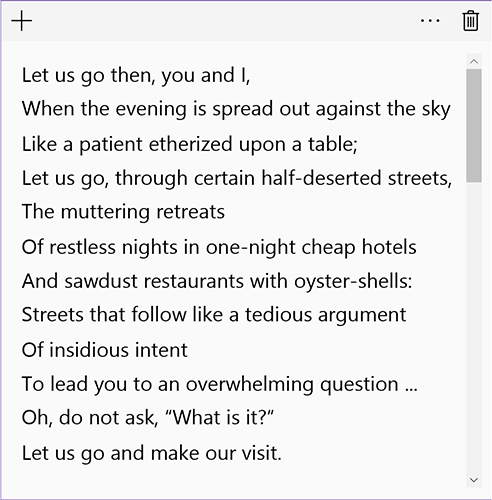 Let us go then, you and I,
When the evening is spread out against the sky
Like a patient etherized upon a table;
Let us go, through certain half-deserted streets,
The muttering retreats
Of restless nights in one-night cheap hotels
And sawdust restaurants with oyster-shells:
Streets that follow like a tedious argument
Of insidious intent
To lead you to an overwhelming question ...
Oh, do not ask, “What is it?”
Let us go and make our visit.